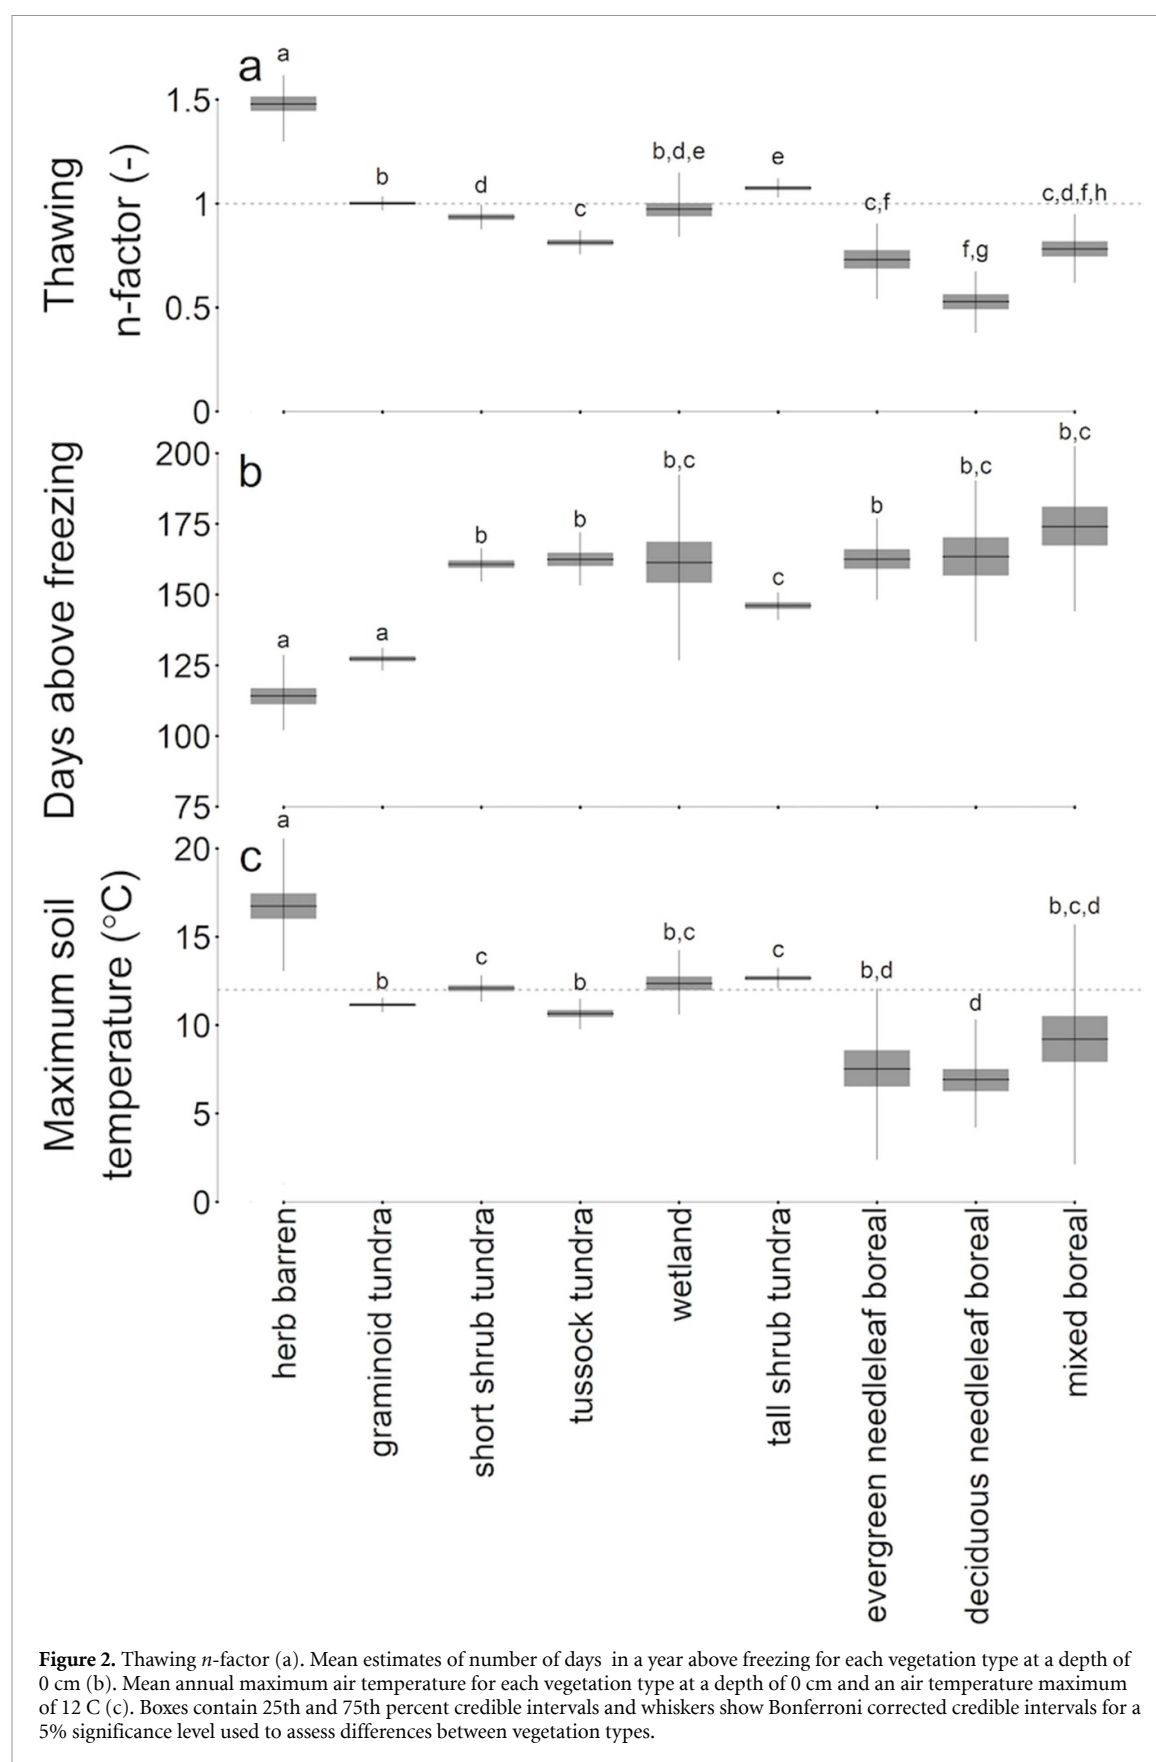 a
Thawing
n-factor (-)
1.5
1
0.5
0
a
b
d
c
b,d,e
e
c,f
f,g
c,d,f,h
b
Days above freezing
200
175
150
125
100
75
a
a
b
b
b,c
c
b
b,c
b,c
c
Maximum soil
temperature (°C)
20
15
10
5
0
a
b
c
b
b,c
c
b,d
d
b,c,d
herb barren
graminoid tundra
short shrub tundra
tussock tundra
wetland
tall shrub tundra
evergreen needleleaf boreal
deciduous needleleaf boreal
mixed boreal
Figure 2. Thawing n-factor (a). Mean estimates of number of days in a year above freezing for each vegetation type at a depth of
0 cm (b). Mean annual maximum air temperature for each vegetation type at a depth of 0 cm and an air temperature maximum
of 12 C (c). Boxes contain 25th and 75th percent credible intervals and whiskers show Bonferroni corrected credible intervals for a
5% significance level used to assess differences between vegetation types.